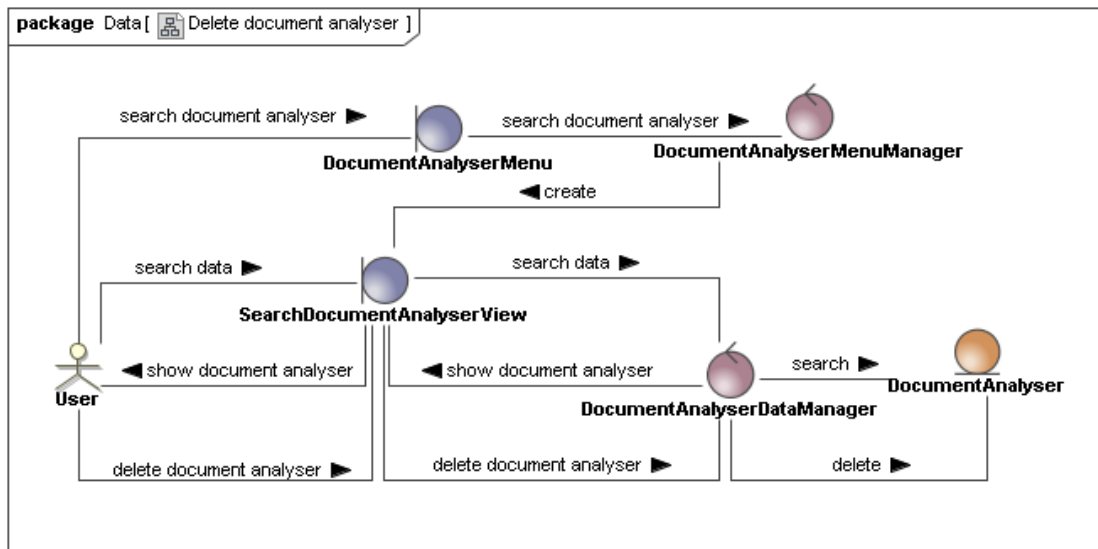 package Data [ Delete document analyser ]
search document analyser
search document analyser
DocumentAnalyserMenu
DocumentAnalyserMenuManager
create
search data
search data
SearchDocumentAnalyserView
show document analyser
show document analyser
search
DocumentAnalyser
User
DocumentAnalyserDataManager
delete document analyser
delete document analyser
delete